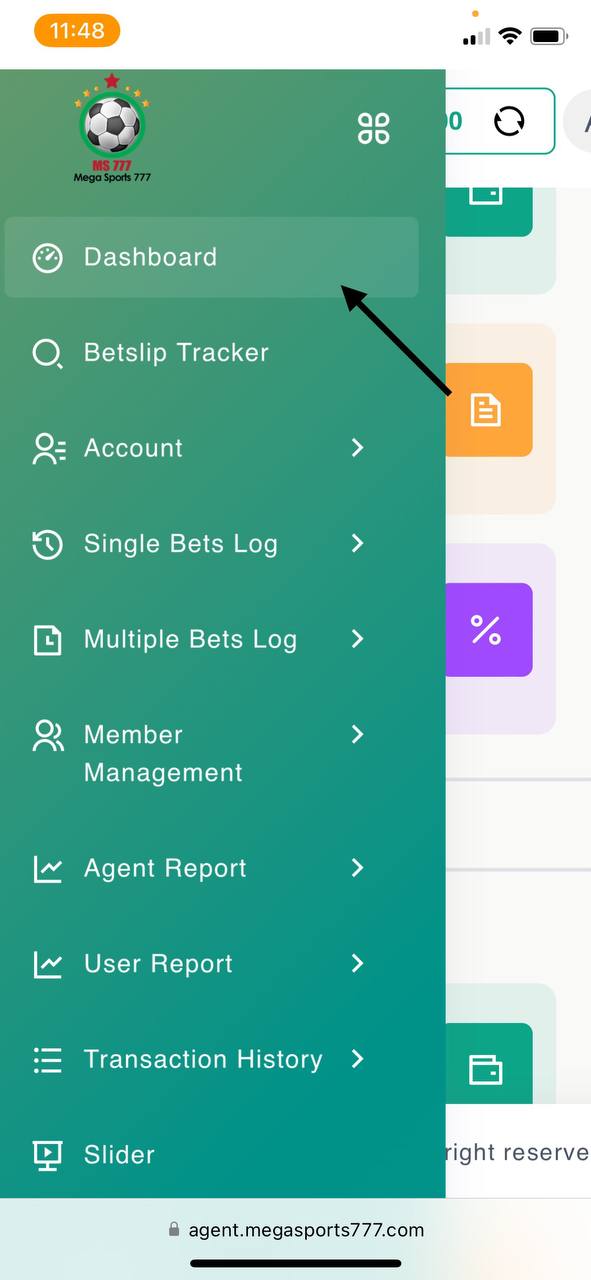 11:48
MS 777
Mega Sports 777
Dashboard
Betslip Tracker
Account
Single Bets Log
Multiple Bets Log
Member
Management
Agent Report
User Report
Transaction History
Slider
right reserve
agent.megasports777.com